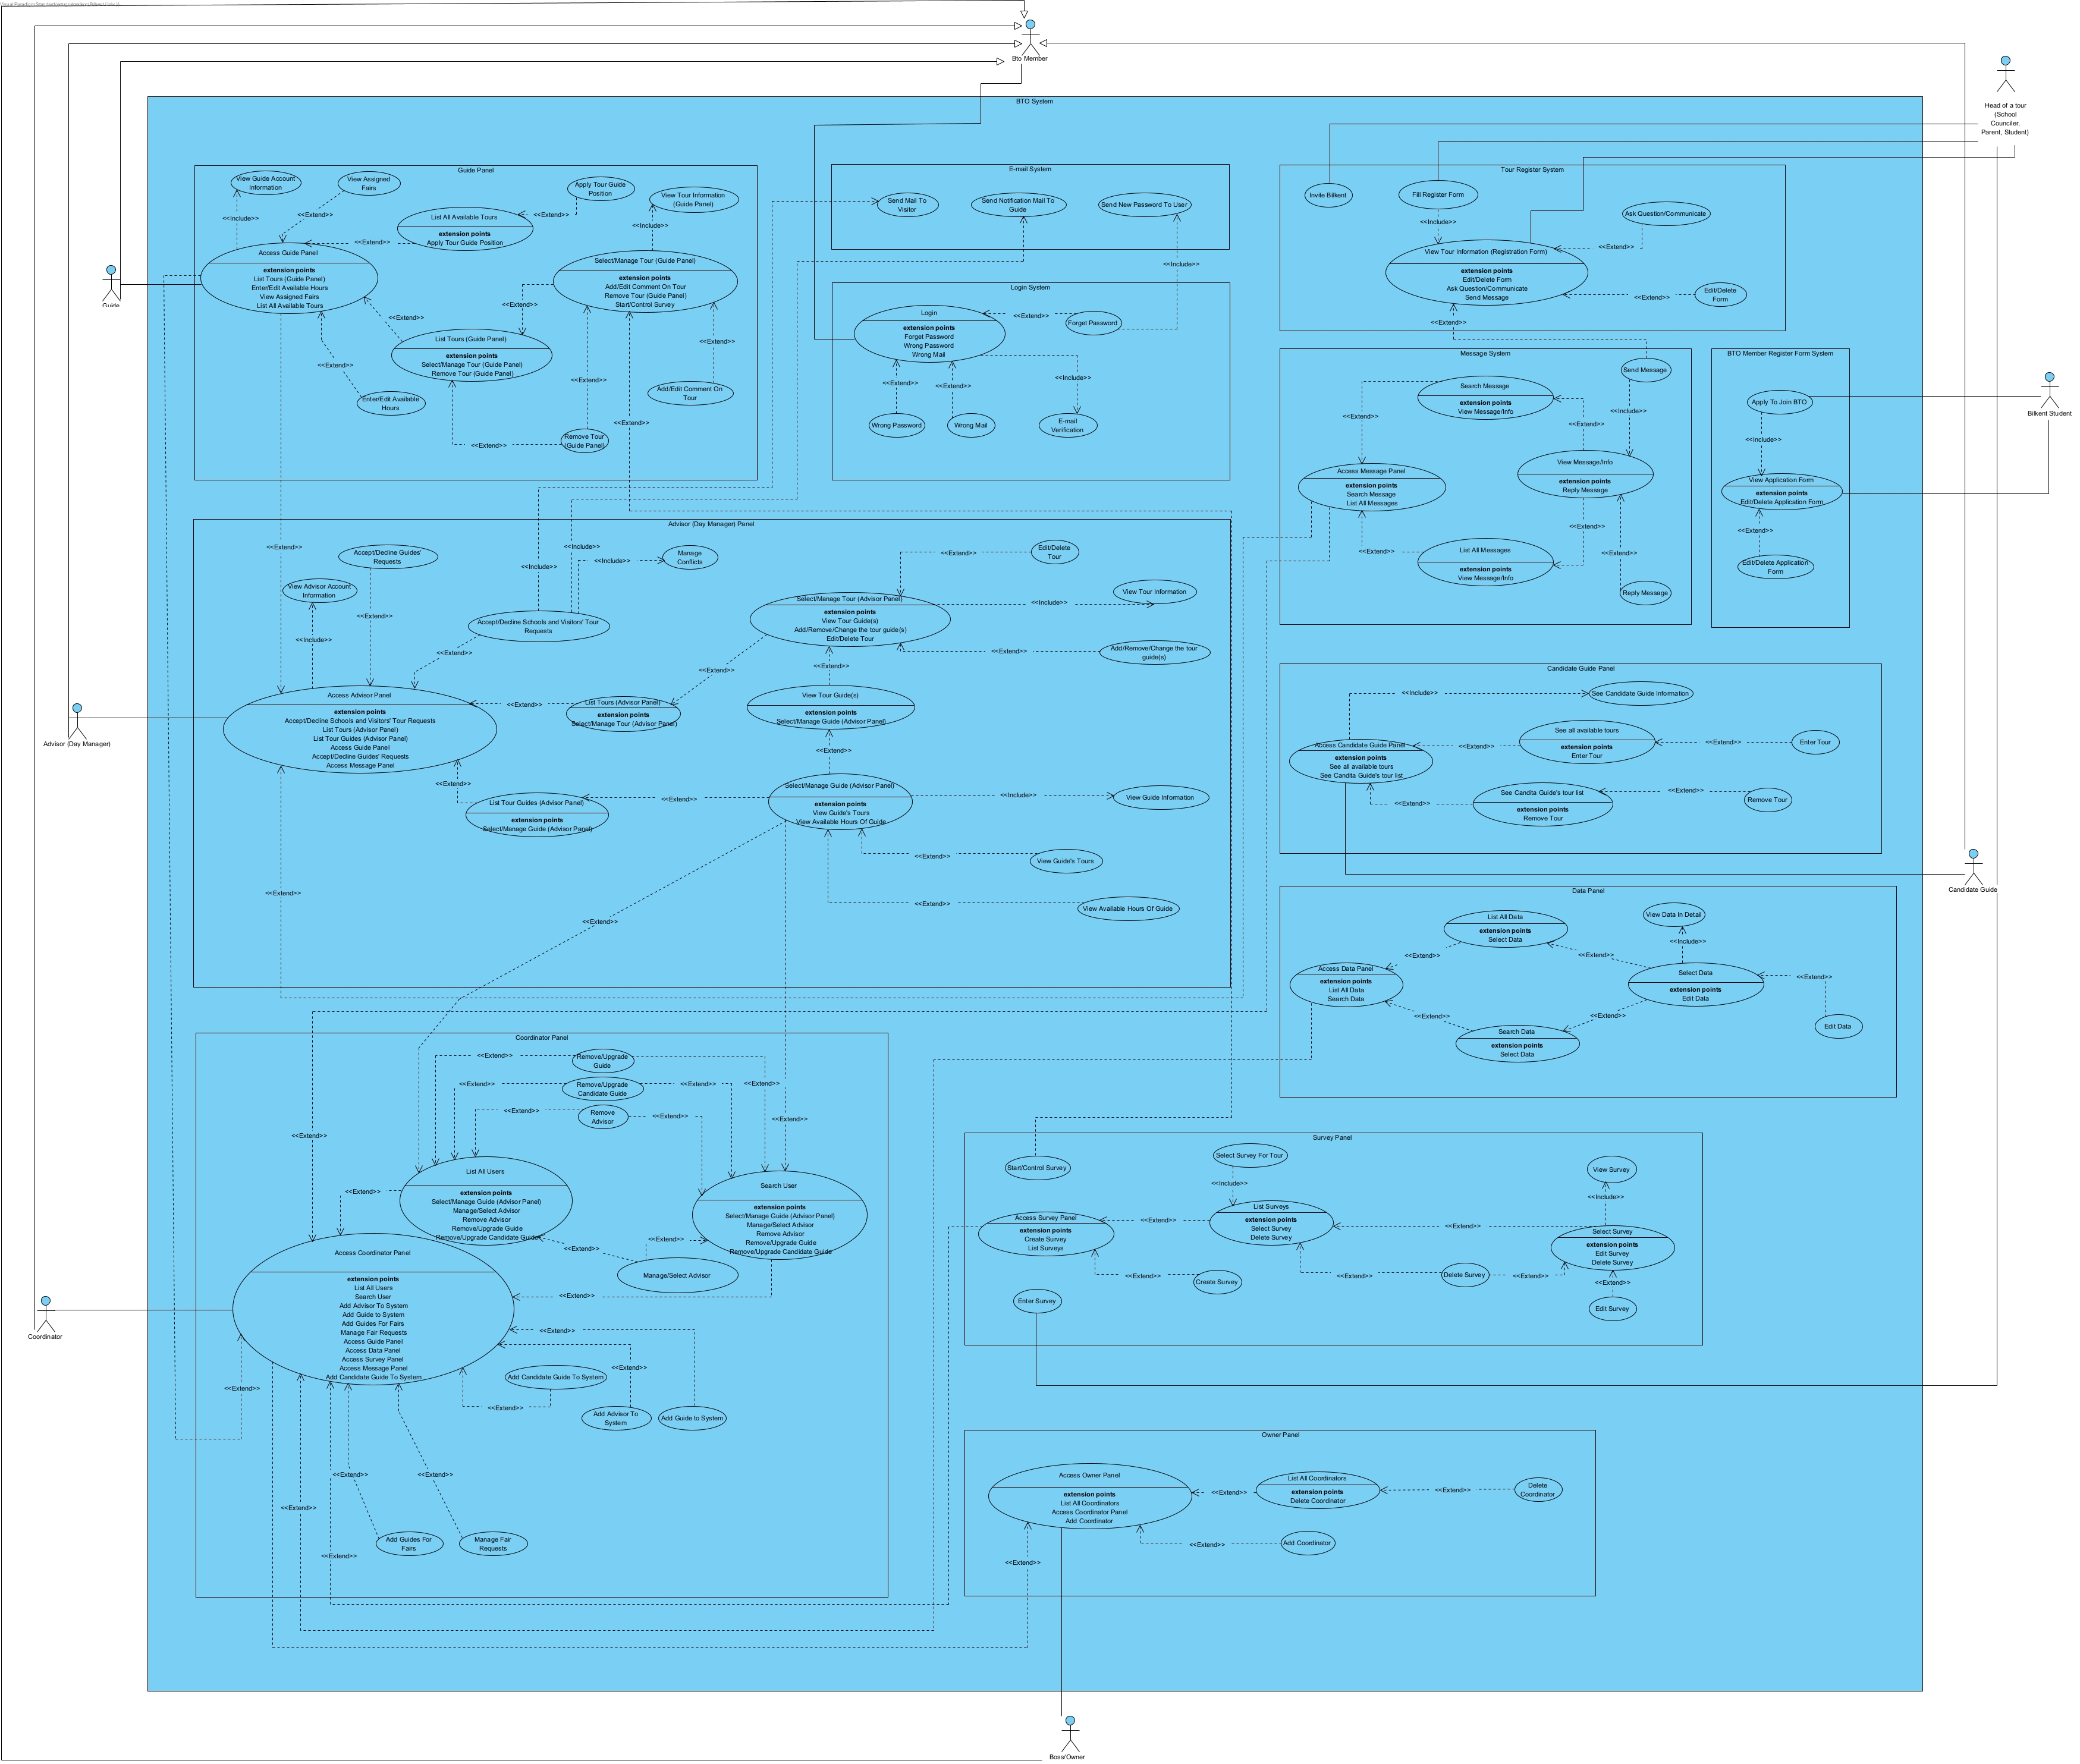 Bto Member
Head of a tour
(School
Counciler,
Parent, Student)
BTO System
Guide Panel
View Guide Account
Information
View Assigned
Fairs
Apply Tour Guide
Position
View Tour Information
(Guide Panel)
List All Available Tours
extension points
Apply Tour Guide Position
<<Include>>
<<Extend>>
<<Extend>>
<<Extend>>
<<Include>>
Access Guide Panel
extension points
List Tours (Guide Panel)
Enter/Edit Available Hours
View Assigned Fairs
List All Available Tours
Select/Manage Tour (Guide Panel)
extension points
Add/Edit Comment On Tour
Remove Tour (Guide Panel)
Start/Control Survey
Guide
<<Extend>>
<<Extend>>
List Tours (Guide Panel)
extension points
Select/Manage Tour (Guide Panel)
Remove Tour (Guide Panel)
<<Extend>>
<<Extend>>
<<Extend>>
<<Extend>>
Enter/Edit Available
Hours
Add/Edit Comment On
Tour
Remove Tour
(Guide Panel)
<<Extend>>
E-mail System
Send Mail To
Visitor
Send Notification Mail To
Guide
Send New Password To User
<<Include>>
Login System
Login
extension points
Forget Password
Wrong Password
Wrong Mail
<<Extend>>
Forget Password
<<Extend>>
<<Extend>>
<<Include>>
Wrong Password
Wrong Mail
E-mail
Verification
Tour Register System
Invite Bilkent
Fill Register Form
Ask Question/Communicate
<<Include>>
<<Extend>>
View Tour Information (Registration Form)
extension points
Edit/Delete Form
Ask Question/Communicate
Send Message
<<Extend>>
Edit/Delete
Form
<<Extend>>
Message System
Send Message
Search Message
extension points
View Message/Info
<<Extend>>
<<Extend>>
<<Include>>
Access Message Panel
extension points
Search Message
List All Messages
View Message/Info
extension points
Reply Message
<<Extend>>
<<Extend>>
<<Extend>>
List All Messages
extension points
View Message/Info
Reply Message
BTO Member Register Form System
Apply To Join BTO
<<Include>>
View Application Form
extension points
Edit/Delete Application Form
<<Extend>>
Edit/Delete Application
Form
Bilkent Student
Advisor (Day Manager) Panel
<<Extend>>
Accept/Decline Guides'
Requests
<<Include>>
<<Include>>
<<Include>>
Manage
Conflicts
<<Extend>>
Edit/Delete
Tour
View Advisor Account
Information
<<Extend>>
<<Include>>
Accept/Decline Schools and Visitors' Tour
Requests
<<Extend>>
Select/Manage Tour (Advisor Panel)
extension points
View Tour Guide(s)
Add/Remove/Change the tour guide(s)
Edit/Delete Tour
<<Include>>
View Tour Information
<<Extend>>
Add/Remove/Change the tour
guide(s)
<<Extend>>
<<Extend>>
Access Advisor Panel
extension points
Accept/Decline Schools and Visitors' Tour Requests
List Tours (Advisor Panel)
List Tour Guides (Advisor Panel)
Access Guide Panel
Accept/Decline Guides' Requests
Access Message Panel
<<Extend>>
List Tours (Advisor Panel)
extension points
Select/Manage Tour (Advisor Panel)
View Tour Guide(s)
extension points
Select/Manage Guide (Advisor Panel)
Advisor (Day Manager)
<<Extend>>
<<Extend>>
List Tour Guides (Advisor Panel)
extension points
Select/Manage Guide (Advisor Panel)
<<Extend>>
Select/Manage Guide (Advisor Panel)
extension points
View Guide's Tours
View Available Hours Of Guide
<<Include>>
View Guide Information
<<Extend>>
View Guide's Tours
<<Extend>>
View Available Hours Of Guide
<<Extend>>
<<Extend>>
Candidate Guide Panel
<<Include>>
See Candidate Guide Information
Access Candidate Guide Panel
extension points
See all available tours
See Candita Guide's tour list
<<Extend>>
See all available tours
extension points
Enter Tour
<<Extend>>
Enter Tour
<<Extend>>
See Candita Guide's tour list
extension points
Remove Tour
<<Extend>>
Remove Tour
Candidate Guide
Data Panel
List All Data
extension points
Select Data
View Data In Detail
<<Include>>
<<Extend>>
<<Extend>>
Access Data Panel
extension points
List All Data
Search Data
Select Data
extension points
Edit Data
<<Extend>>
<<Extend>>
<<Extend>>
Search Data
extension points
Select Data
Edit Data
Coordinator Panel
<<Extend>>
Remove/Upgrade
Guide
<<Extend>>
Remove/Upgrade
Candidate Guide
<<Extend>>
<<Extend>>
<<Extend>>
Remove
Advisor
<<Extend>>
<<Extend>>
<<Extend>>
List All Users
extension points
Select/Manage Guide (Advisor Panel)
Manage/Select Advisor
Remove Advisor
Remove/Upgrade Guide
Remove/Upgrade Candidate Guide
Search User
extension points
Select/Manage Guide (Advisor Panel)
Manage/Select Advisor
Remove Advisor
Remove/Upgrade Guide
Remove/Upgrade Candidate Guide
<<Extend>>
<<Extend>>
<<Extend>>
Manage/Select Advisor
<<Extend>>
Access Coordinator Panel
extension points
List All Users
Search User
Add Advisor To System
Add Guide to System
Add Guides For Fairs
Manage Fair Requests
Access Guide Panel
Access Data Panel
Access Survey Panel
Access Message Panel
Add Candidate Guide To System
Coordinator
<<Extend>>
<<Extend>>
Add Candidate Guide To System
<<Extend>>
<<Extend>>
Add Advisor To
System
Add Guide to System
<<Extend>>
<<Extend>>
<<Extend>>
Add Guides For
Fairs
Manage Fair
Requests
<<Extend>>
Survey Panel
Start/Control Survey
Select Survey For Tour
View Survey
<<Include>>
<<Include>>
Access Survey Panel
extension points
Create Survey
List Surveys
<<Extend>>
List Surveys
extension points
Select Survey
Delete Survey
<<Extend>>
Select Survey
extension points
Edit Survey
Delete Survey
<<Extend>>
Create Survey
<<Extend>>
Delete Survey
<<Extend>>
<<Extend>>
Enter Survey
Edit Survey
Owner Panel
Access Owner Panel
extension points
List All Coordinators
Access Coordinator Panel
Add Coordinator
<<Extend>>
List All Coordinators
extension points
Delete Coordinator
<<Extend>>
Delete
Coordinator
<<Extend>>
Add Coordinator
<<Extend>>
Boss/Owner